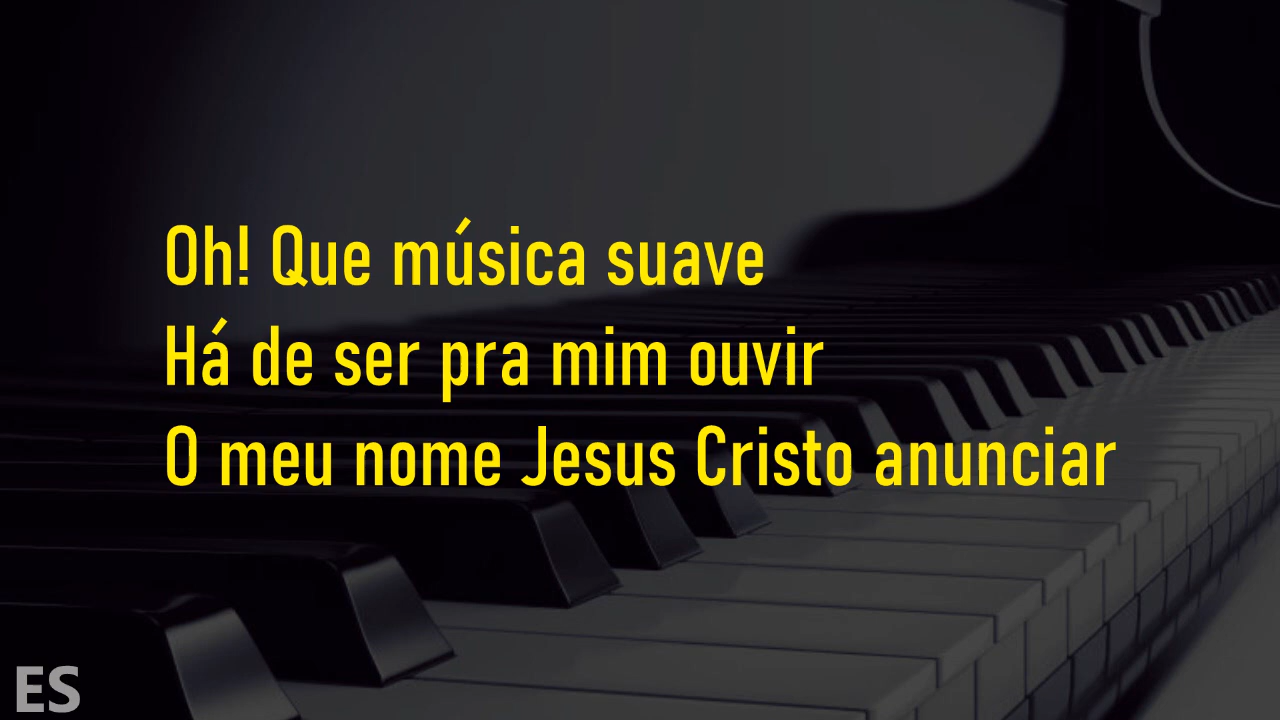 Oh! Que música suave
Há de ser pra mim ouvir
O meu nome Jesus Cristo anunciar
ES